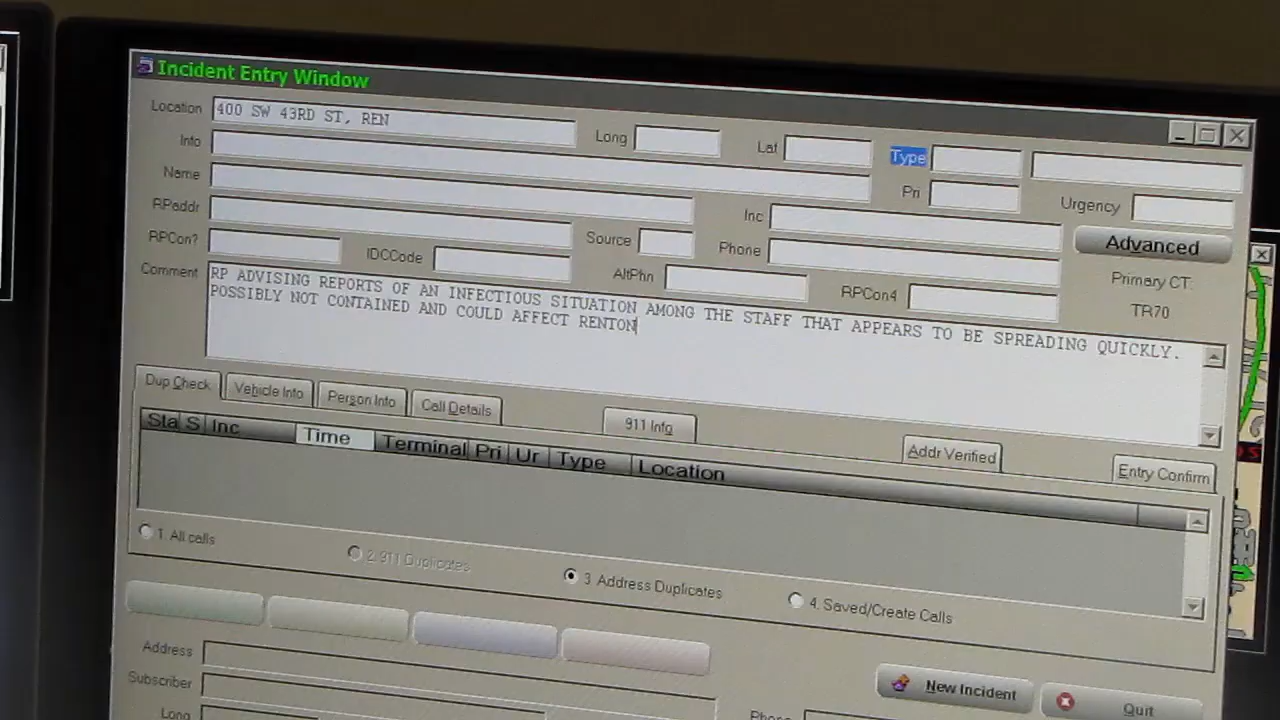 Incident Entry Window
Location 400 SW 43RD ST, REN Long Lat Type
Info Pri Urgency
Name Inc
RPaddr Source Phone Advanced
RPCon? IDCCode AltPhn RPCon4 Primary CT:
TR70
Comment RP ADVISING REPORTS OF AN INFECTIOUS SITUATION AMONG THE STAFF THAT APPEARS TO BE SPREADING QUICKLY.
POSSIBLY NOT CONTAINED AND COULD AFFECT RENTON
Dup Check Vehicle Info Person Info Call Details 911 Info Addr Verified Entry Confirm
Sta S Inc Time Terminal Pri Ur Type Location
1. All calls 2. 911 Duplicates 3. Address Duplicates 4. Saved/Create Calls
Address
Subscriber New Incident Quit
Long Phone